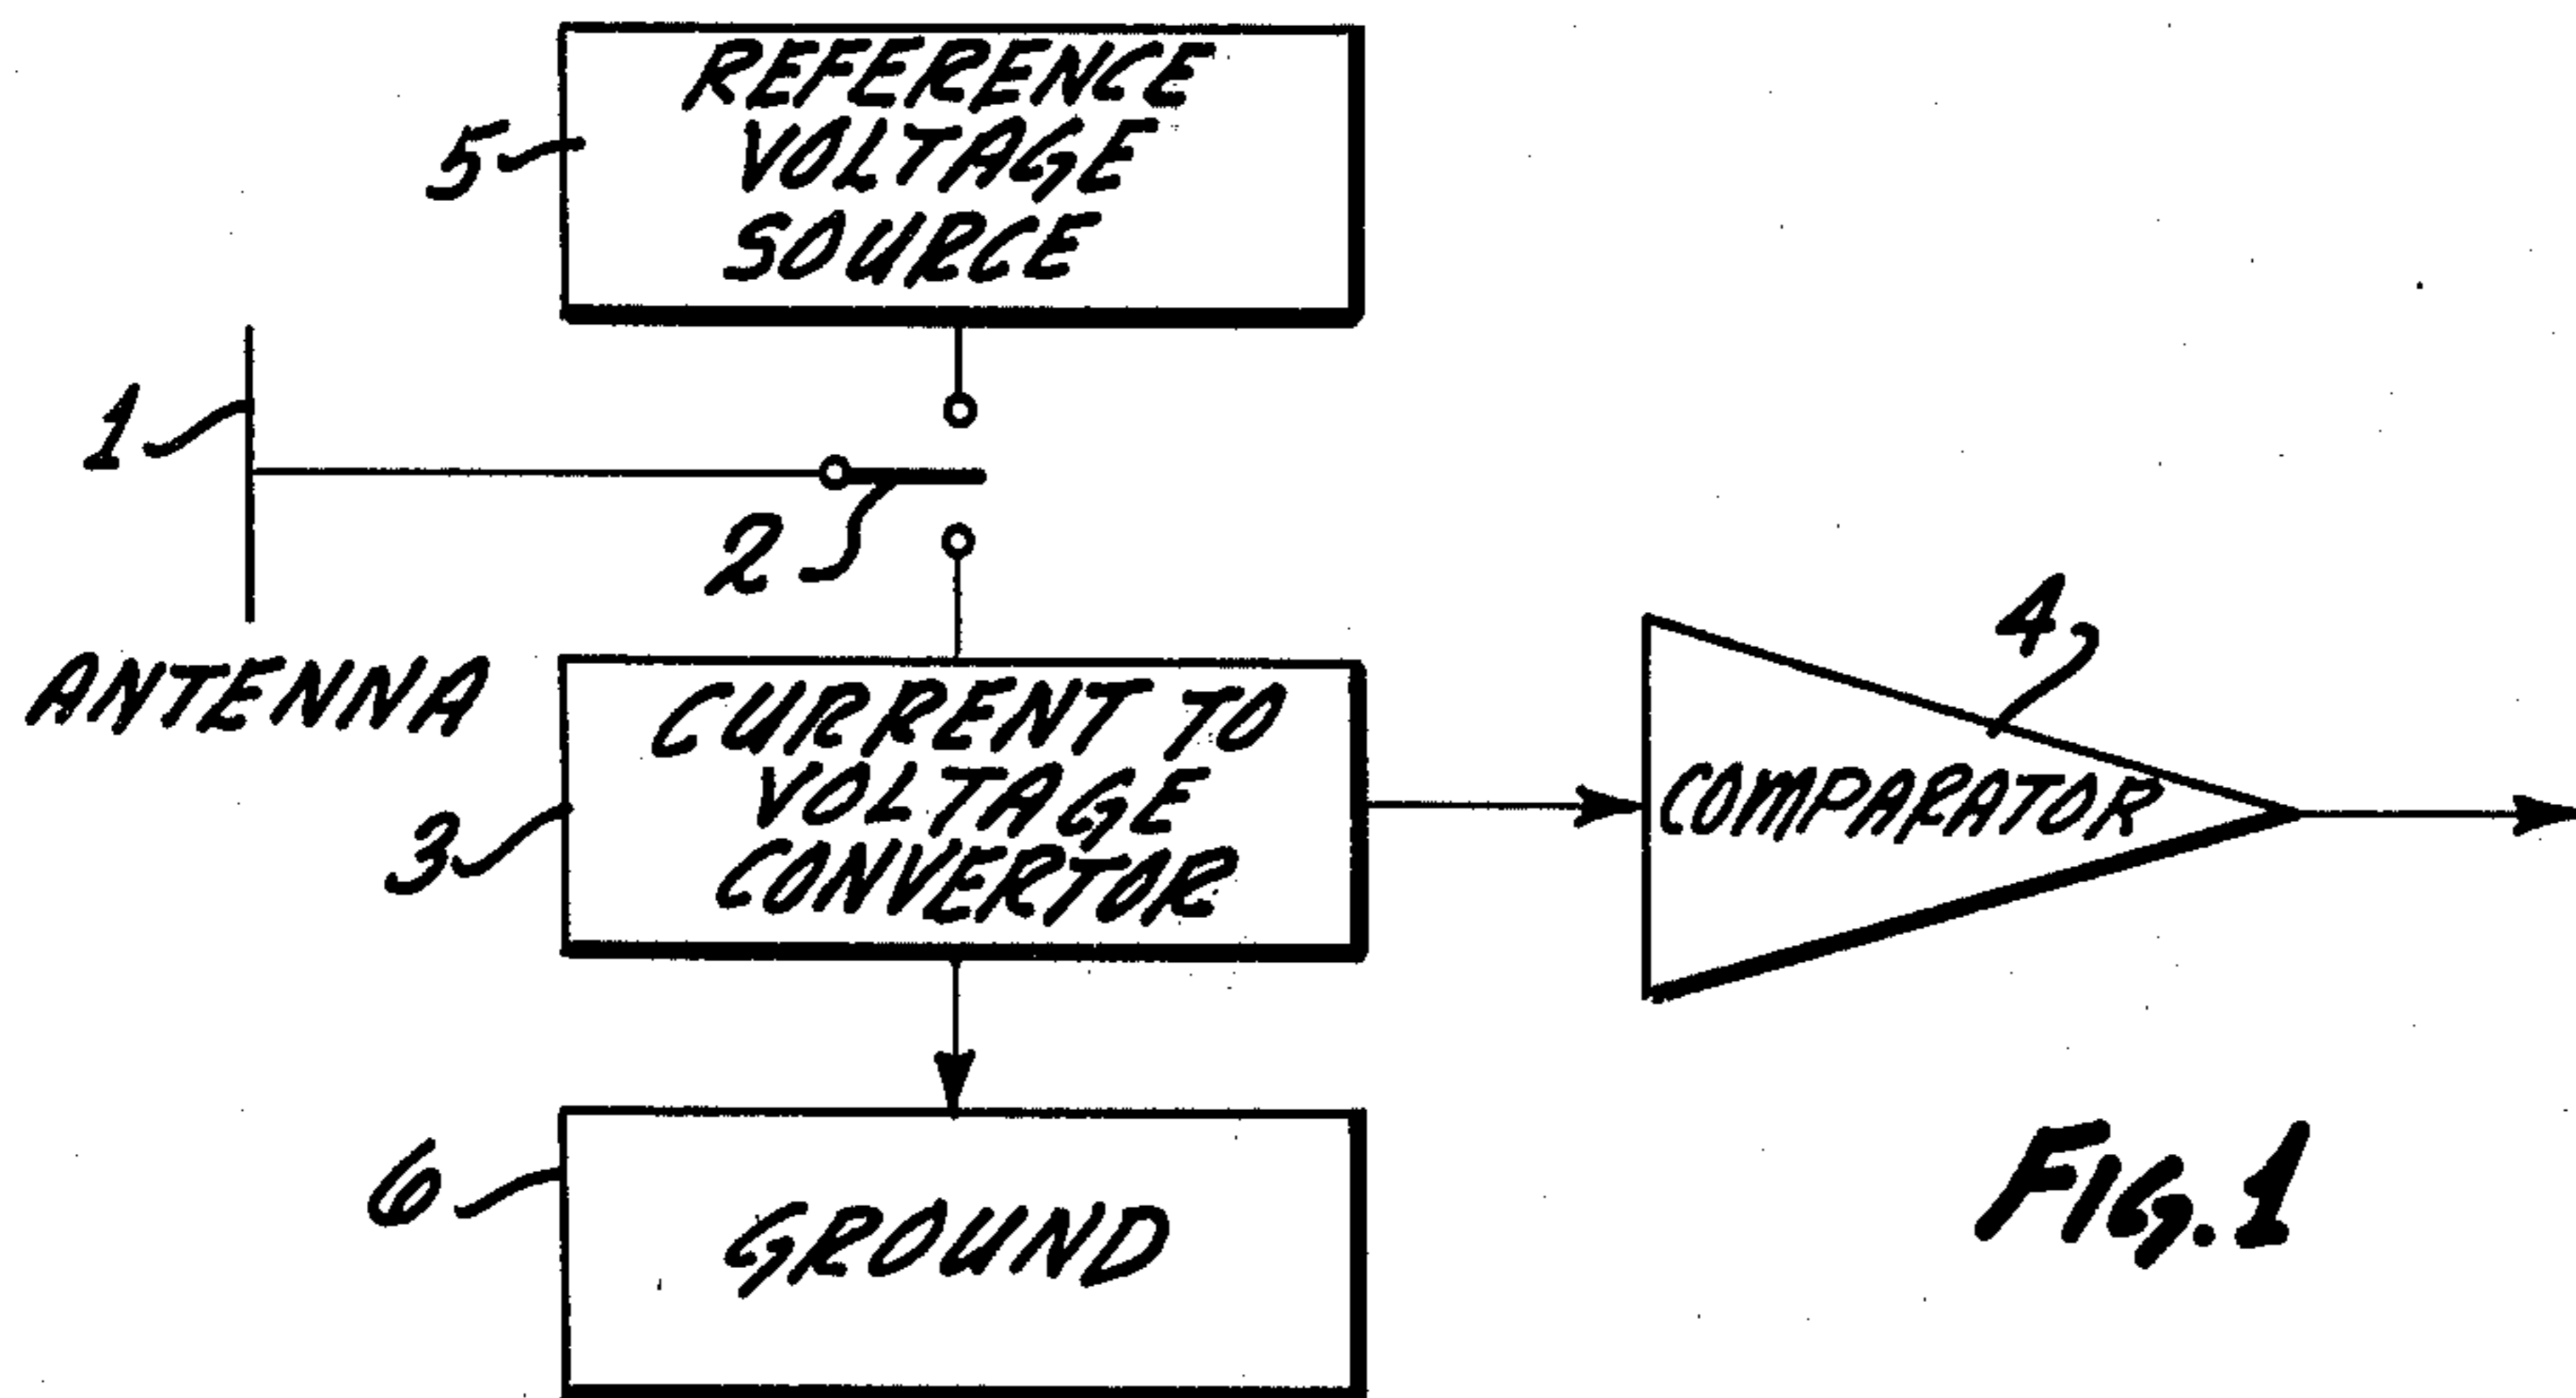 REFERENCE
VOLTAGE
SOURCE
5
1
2
ANTENNA
CURRENT TO
VOLTAGE
CONVERTOR
3
4
COMPARATOR
6
GROUND
FIG. 1